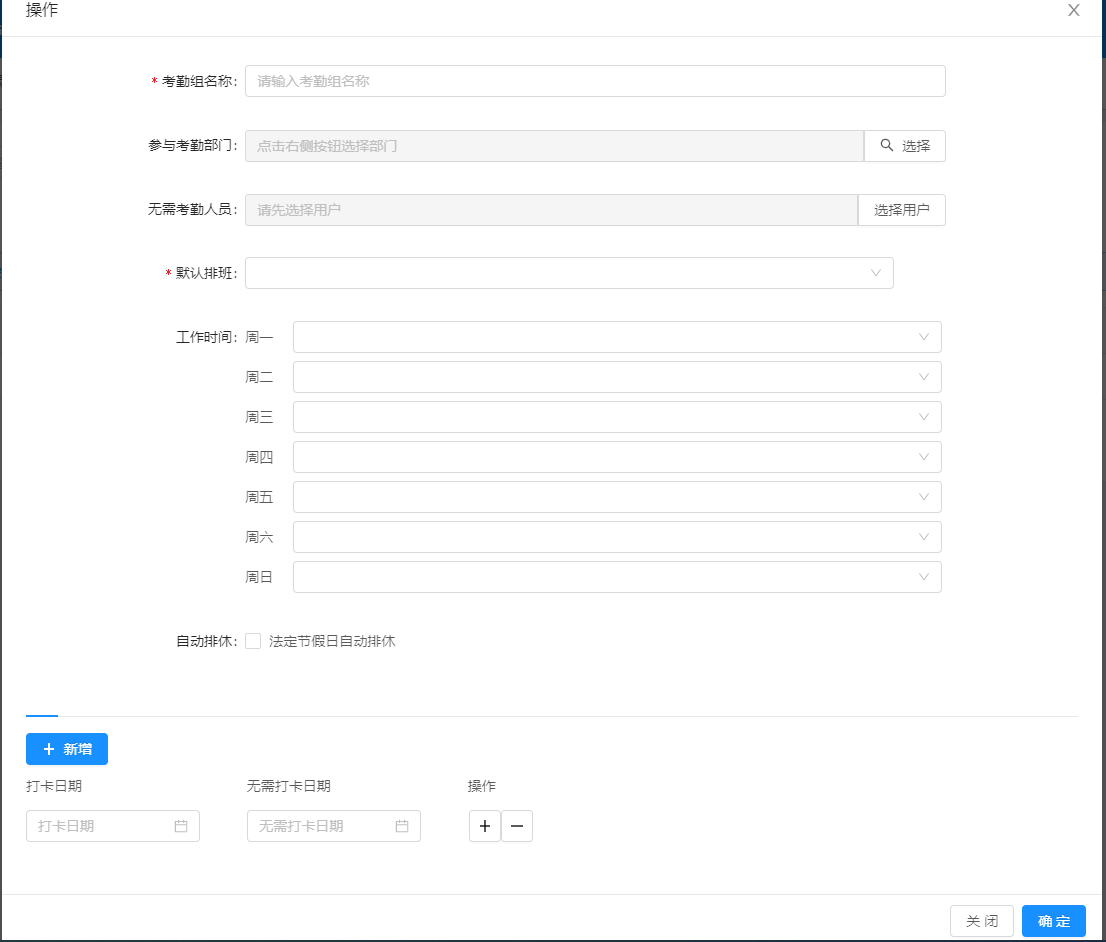 操作
* 考勤组名称: 请输入考勤组名称
参与考勤部门: 点击右侧按钮选择部门 选择
无需考勤人员: 请先选择用户 选择用户
* 默认排班:
工作时间: 周一
周二
周三
周四
周五
周六
周日
自动排休: 法定节假日自动排休
+ 新增
打卡日期 无需打卡日期 操作
打卡日期 无需打卡日期 + −
关 闭 确 定